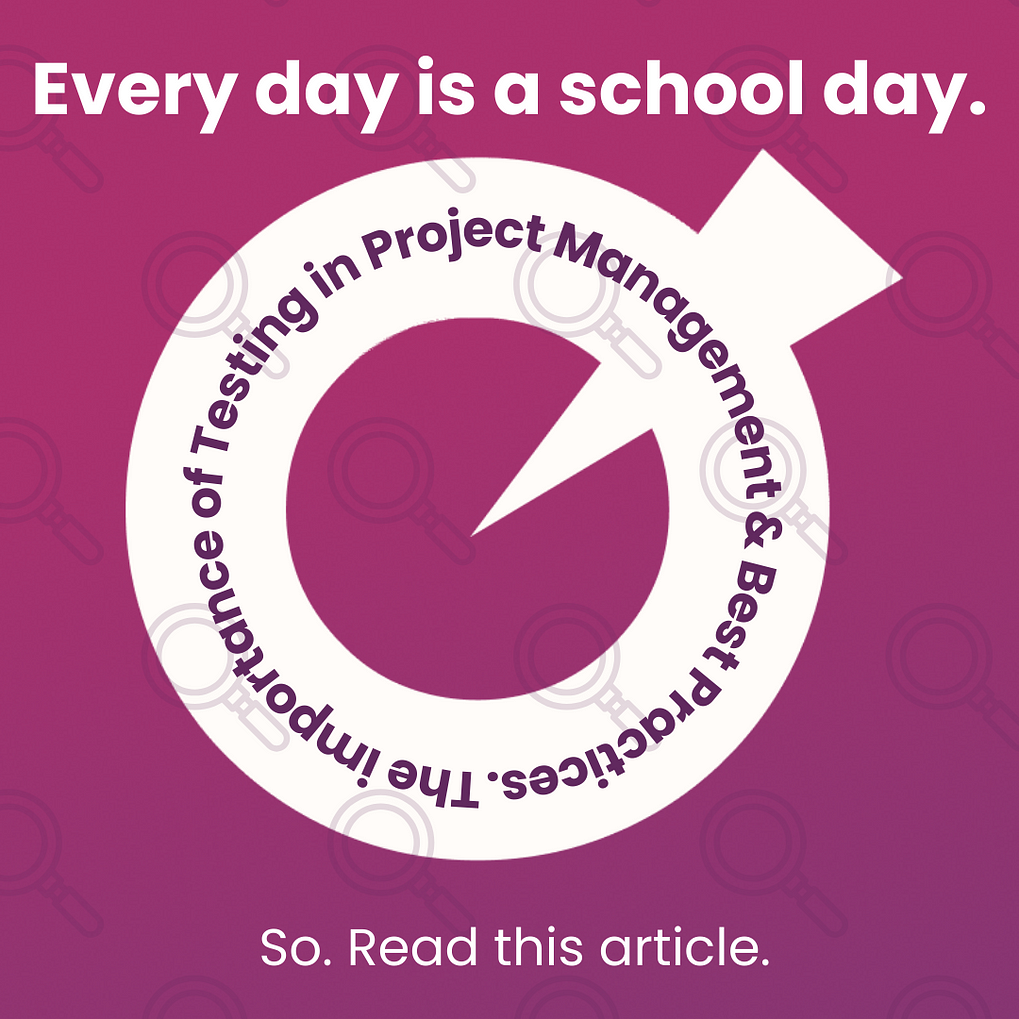 Every day is a school day.
The importance of Testing in Project Management & Best Practices.
So. Read this article.